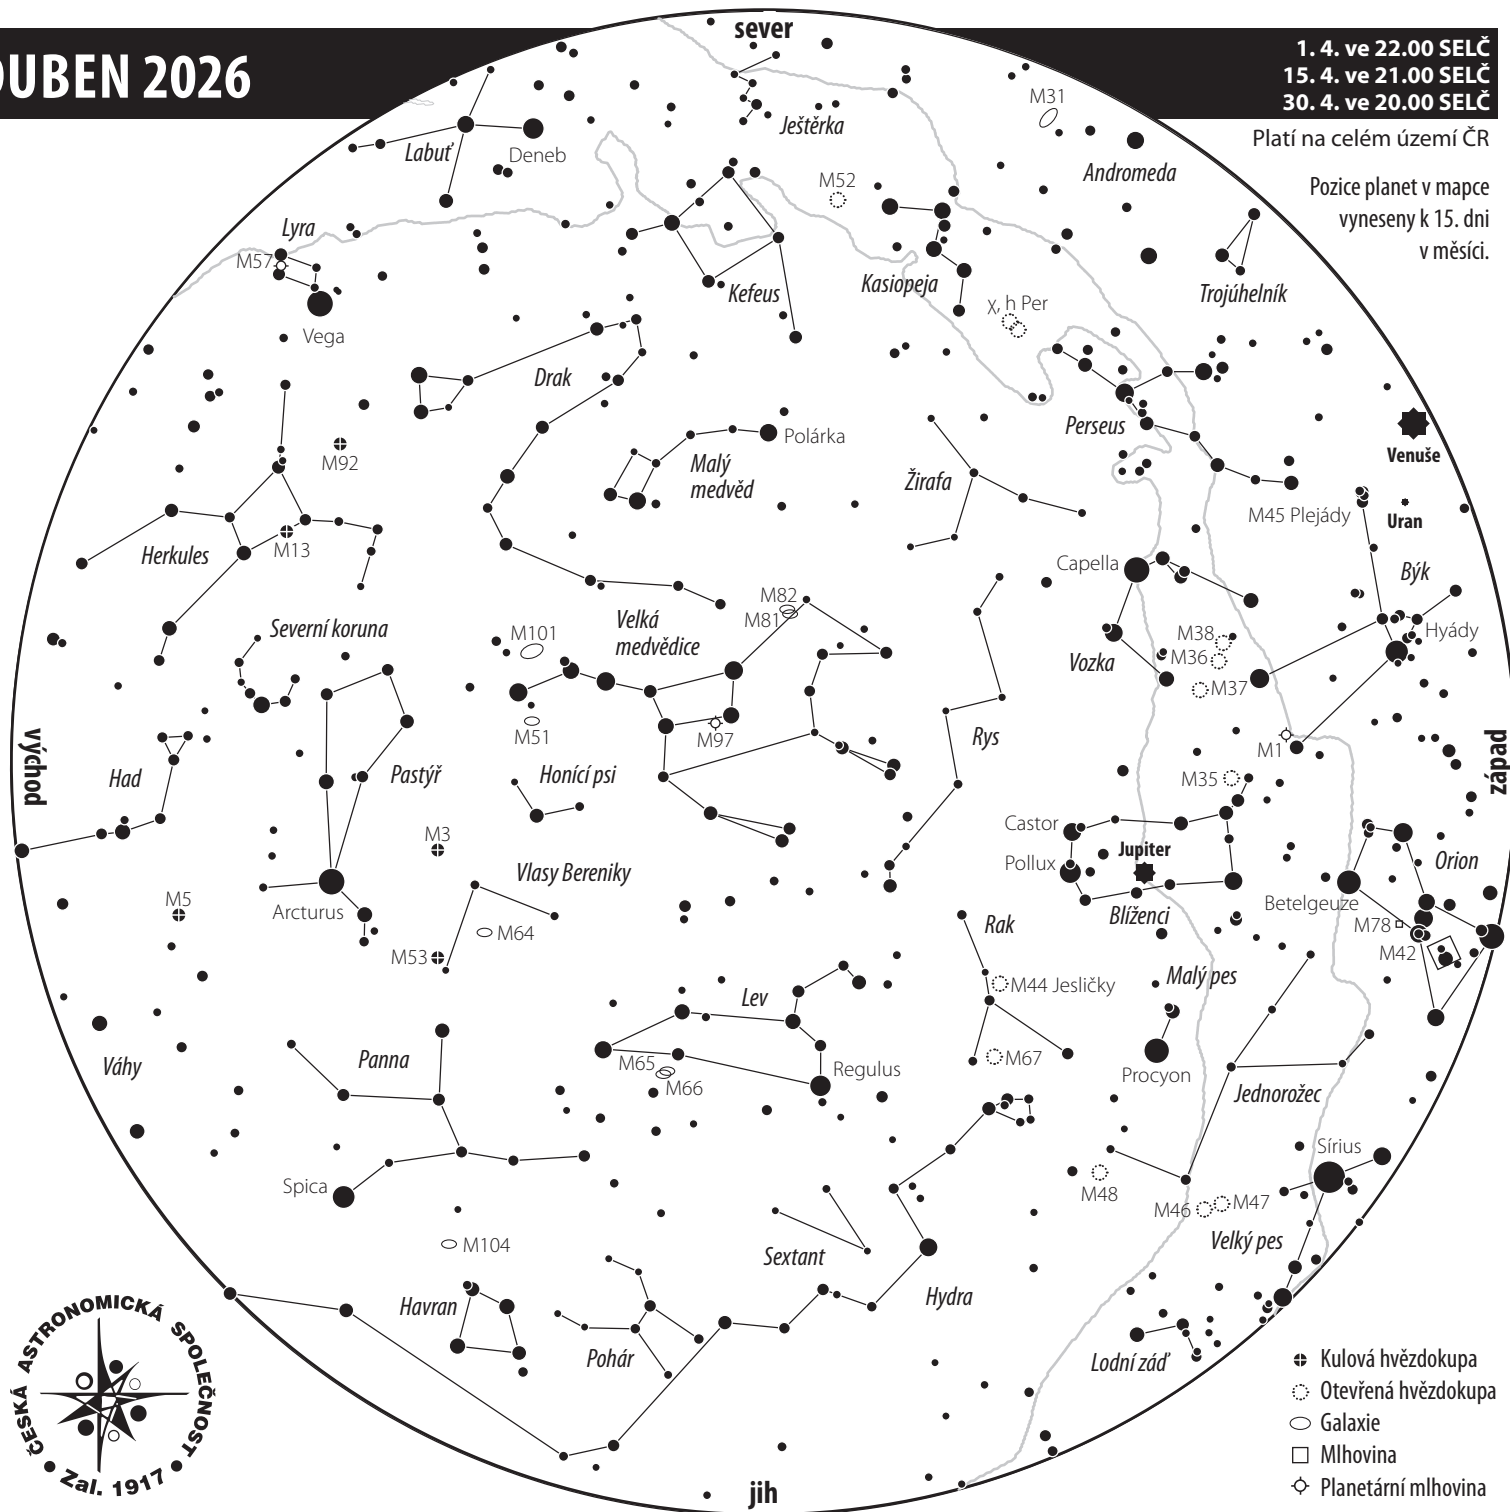 sever
DUBEN 2026
1. 4. ve 22.00 SELČ
15. 4. ve 21.00 SELČ
30. 4. ve 20.00 SELČ
Platí na celém území ČR
Pozice planet v mapce
vyneseny k 15. dni
v měsíci.
M31
Ještěrka
Labuť
Deneb
Andromeda
M52
Lyra
M57
Kasiopeja
Kefeus
Trojúhelník
χ, h Per
Vega
Drak
Perseus
Polárka
Malý
medvěd
Venuše
M92
Žirafa
M45 Plejády
Uran
M13
Herkules
Capella
Býk
M82
M81
Velká
medvědice
Severní koruna
M101
M38
M36
M37
Hyády
Vozka
M51
M97
Rys
M1
východ
západ
Had
Pastýř
Honící psi
M35
Castor
Pollux
Jupiter
Orion
M3
Vlasy Bereniky
Betelgeuze
M5
Arcturus
Blíženci
Rak
M78
M42
M64
M53
Malý pes
M44 Jesličky
Lev
Váhy
Panna
M65
M66
Regulus
M67
Procyon
Jednorožec
Spica
Sírius
M48
M46
M47
M104
Sextant
Velký pes
Havran
Hydra
Pohár
Lodní záď
jih
ČESKÁ ASTRONOMICKÁ SPOLEČNOST
Zal. 1917
Kulová hvězdokupa
Otevřená hvězdokupa
Galaxie
Mlhovina
Planetární mlhovina